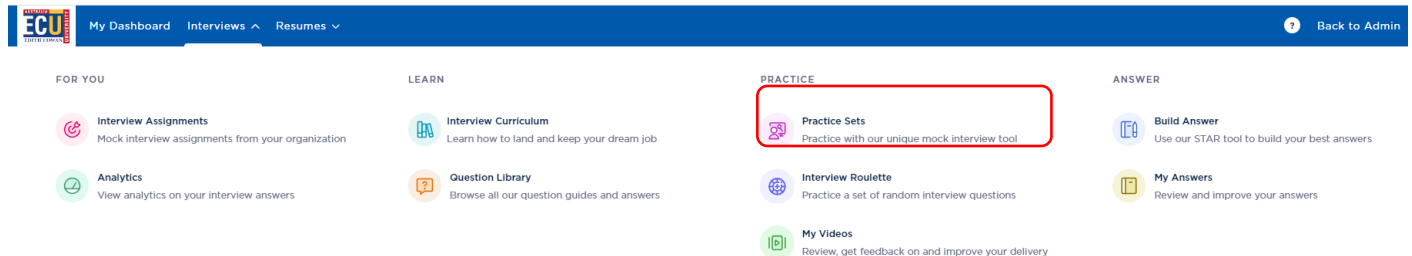 ECU
EDITH COWAN
UNIVERSITY
My Dashboard Interviews Resumes
? Back to Admin
FOR YOU
Interview Assignments
Mock interview assignments from your organization
Analytics
View analytics on your interview answers
LEARN
Interview Curriculum
Learn how to land and keep your dream job
Question Library
Browse all our question guides and answers
PRACTICE
Practice Sets
Practice with our unique mock interview tool
Interview Roulette
Practice a set of random interview questions
My Videos
Review, get feedback on and improve your delivery
ANSWER
Build Answer
Use our STAR tool to build your best answers
My Answers
Review and improve your answers